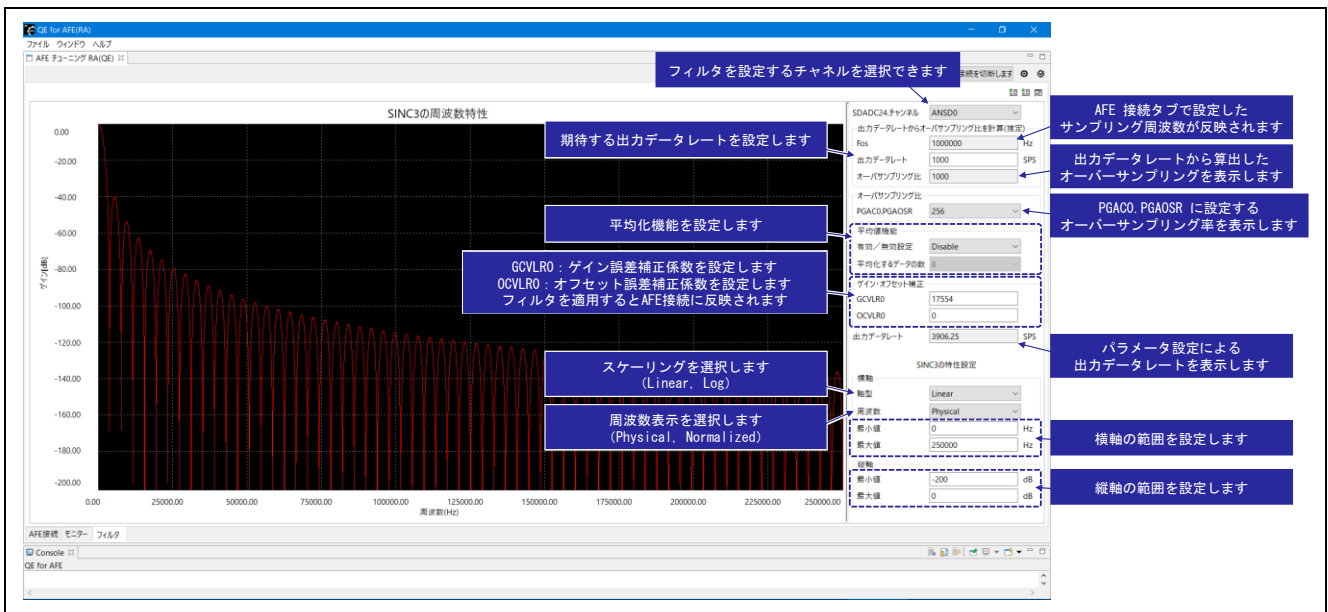 QE for AFE(RA)
ファイル ウィンドウ ヘルプ
AFE チューニング RA(QE)
接続を切断します
フィルタを設定するチャネルを選択できます
SINC3の周波数特性
ゲイン[dB]
0.00
-20.00
-40.00
-60.00
-80.00
-100.00
-120.00
-140.00
-160.00
-180.00
-200.00
0.00 25000.00 50000.00 75000.00 100000.00 125000.00 150000.00 175000.00 200000.00 225000.00 250000.00
周波数(Hz)
期待する出力データレートを設定します
平均化機能を設定します
GCVLR0：ゲイン誤差補正係数を設定します
OCVLR0：オフセット誤差補正係数を設定します
フィルタを適用するとAFE接続に反映されます
スケーリングを選択します
(Linear, Log)
周波数表示を選択します
(Physical, Normalized)
SDADC24.チャンネル ANSD0
出力データレートからオーバサンプリング比を計算(推定)
Fos 1000000 Hz
出力データレート 1000 SPS
オーバサンプリング比 1000
オーバサンプリング比
PGAC0.PGAOSR 256
平均値機能
有効／無効設定 Disable
平均化するデータの数 8
ゲイン・オフセット補正
GCVLR0 17554
OCVLR0 0
出力データレート 3906.25 SPS
SINC3の特性設定
横軸
軸型 Linear
周波数 Physical
最小値 0 Hz
最大値 250000 Hz
縦軸
最小値 -200 dB
最大値 0 dB
AFE 接続タブで設定した
サンプリング周波数が反映されます
出力データレートから算出した
オーバーサンプリングを表示します
PGAC0.PGAOSR に設定する
オーバーサンプリング率を表示します
パラメータ設定による
出力データレートを表示します
横軸の範囲を設定します
縦軸の範囲を設定します
AFE接続 モニター フィルタ
Console
QE for AFE